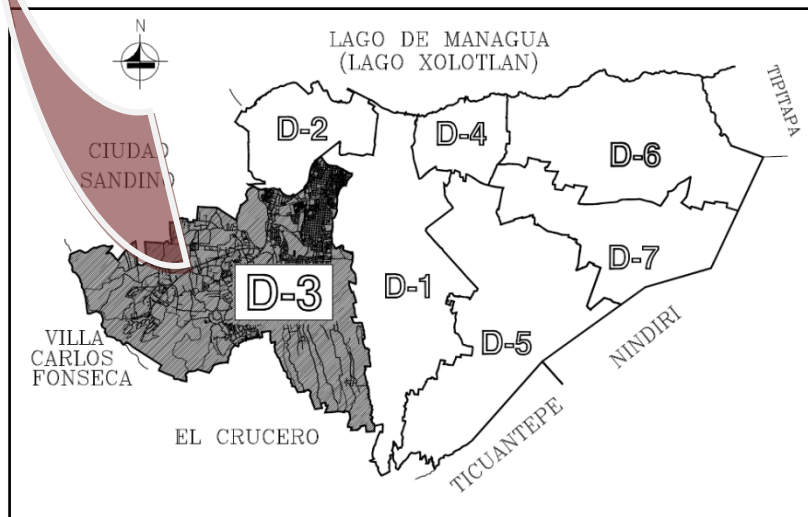 N
LAGO DE MANAGUA
(LAGO XOLOTLAN)
TIPITAPA
D-2
D-4
D-6
CIUDAD
SANDINO
D-7
D-3
D-1
D-5
NINDIRI
VILLA
CARLOS
FONSECA
EL CRUCERO
TICUANTEPE